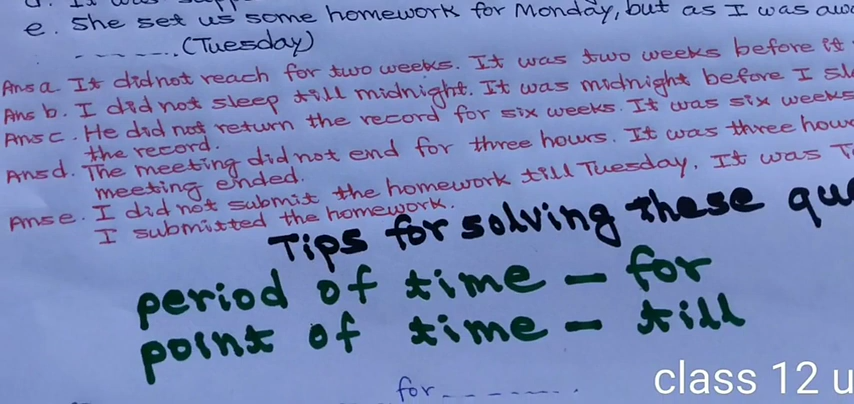 e. She set us some homework for Monday, but as I was
.......... (Tuesday)
Ans a. It didnot reach for two weeks. It was two weeks before it
Ans b. I did not sleep till midnight. It was midnight before I
Ans c. He did not return the record for six weeks. It was six weeks
the record.
Ans d. The meeting did not end for three hours. It was three
meeting ended.
Ans e. I did not submit the homework till Tuesday. It was
I submitted the homework.
Tips for solving these
period of time - for
point of time - till
for ---------.
class 12